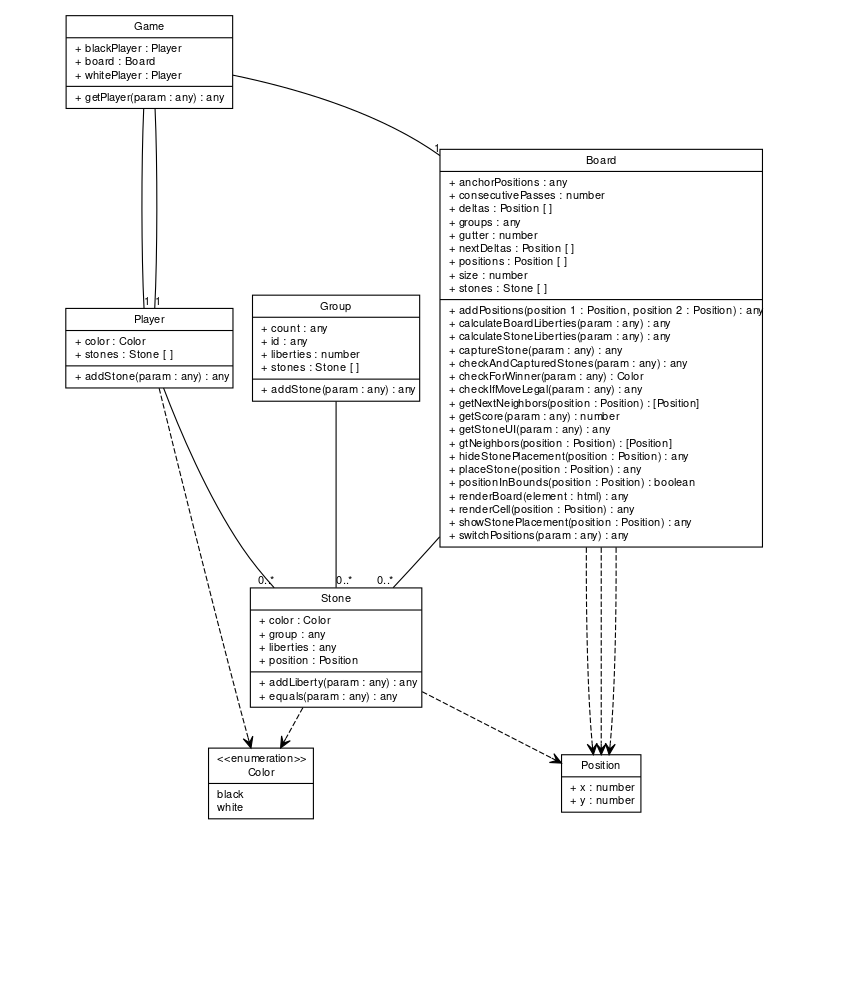 Game
+ blackPlayer : Player
+ board : Board
+ whitePlayer : Player
+ getPlayer(param : any) : any
1
Board
+ anchorPositions : any
+ consecutivePasses : number
+ deltas : Position [ ]
+ groups : any
+ gutter : number
+ nextDeltas : Position [ ]
+ positions : Position [ ]
+ size : number
+ stones : Stone [ ]
+ addPositions(position 1 : Position, position 2 : Position) : any
+ calculateBoardLiberties(param : any) : any
+ calculateStoneLiberties(param : any) : any
+ captureStone(param : any) : any
+ checkAndCapturedStones(param : any) : any
+ checkForWinner(param : any) : Color
+ checkIfMoveLegal(param : any) : any
+ getNextNeighbors(position : Position) : [Position]
+ getScore(param : any) : number
+ getStoneUI(param : any) : any
+ gtNeighbors(position : Position) : [Position]
+ hideStonePlacement(position : Position) : any
+ placeStone(position : Position) : any
+ positionInBounds(position : Position) : boolean
+ renderBoard(element : html) : any
+ renderCell(position : Position) : any
+ showStonePlacement(position : Position) : any
+ switchPositions(param : any) : any
1 1
Player
+ color : Color
+ stones : Stone [ ]
+ addStone(param : any) : any
Group
+ count : any
+ id : any
+ liberties : number
+ stones : Stone [ ]
+ addStone(param : any) : any
0..* 0..* 0..*
Stone
+ color : Color
+ group : any
+ liberties : any
+ position : Position
+ addLiberty(param : any) : any
+ equals(param : any) : any
<<enumeration>>
Color
black
white
Position
+ x : number
+ y : number